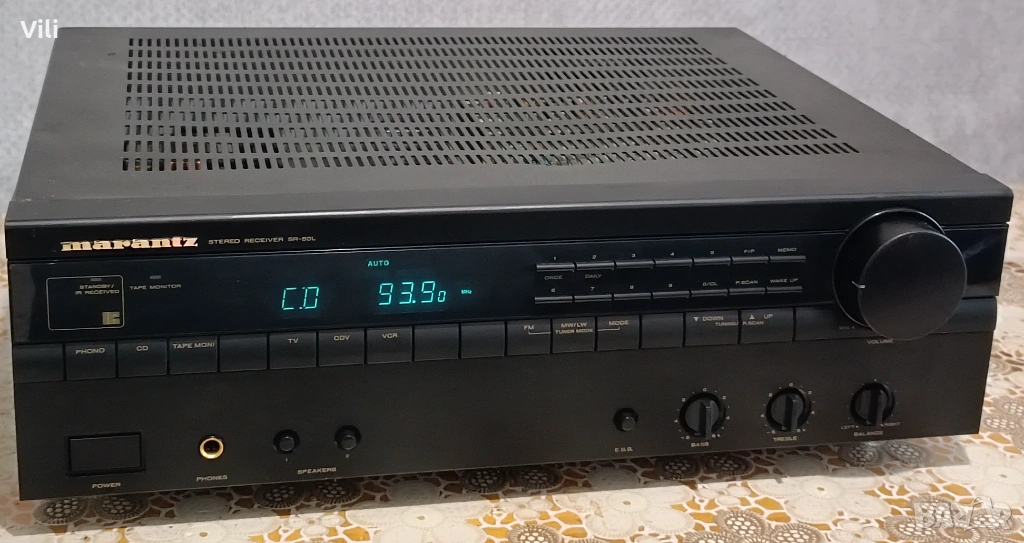 Vili
marantz STEREO RECEIVER SR-60L
AUTO
C.D 93.90 MHz
1 2 3 4 5 F/P MEMO
STANDBY/
IR RECEIVED
TAPE MONITOR
ONCE DAILY
6 7 8 9 0/CL P.SCAN WAKE UP
PHONO CD TAPE MONI TV CDV VCR
FM MW/LW MODE
TUNER MODE
▼ DOWN ▲ UP
TUNING/ P.SCAN
VOLUME
POWER
PHONES
1 2
SPEAKERS
BASS
TREBLE
LEFT RIGHT
BALANCE